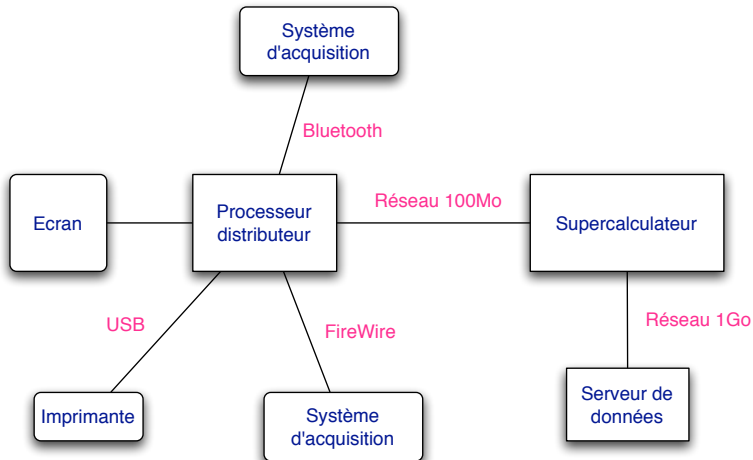 Système
d'acquisition
Bluetooth
Ecran
Processeur
distributeur
Réseau 100Mo
Supercalculateur
USB
FireWire
Réseau 1Go
Imprimante
Système
d'acquisition
Serveur de
données